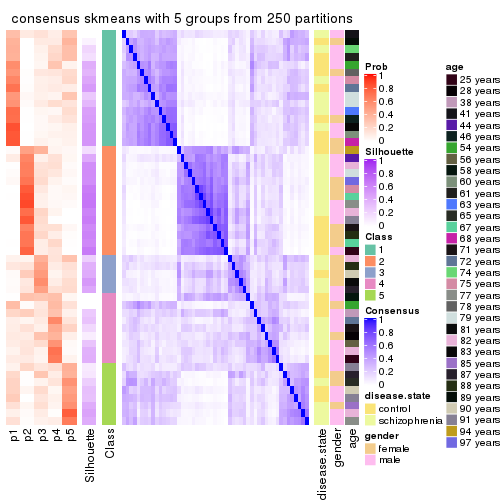 consensus skmeans with 5 groups from 250 partitions
p1
p2
p3
p4
p5
Silhouette
Class
disease.state
gender
age
Prob
1
0.8
0.6
0.4
0.2
0
Silhouette
1
0.8
0.6
0.4
0.2
0
Class
1
2
3
4
5
Consensus
1
0.8
0.6
0.4
0.2
0
disease.state
control
schizophrenia
gender
female
male
age
25 years
28 years
38 years
41 years
44 years
46 years
54 years
56 years
58 years
60 years
61 years
63 years
65 years
67 years
68 years
71 years
72 years
74 years
75 years
77 years
78 years
79 years
81 years
82 years
83 years
85 years
87 years
88 years
89 years
90 years
91 years
94 years
97 years